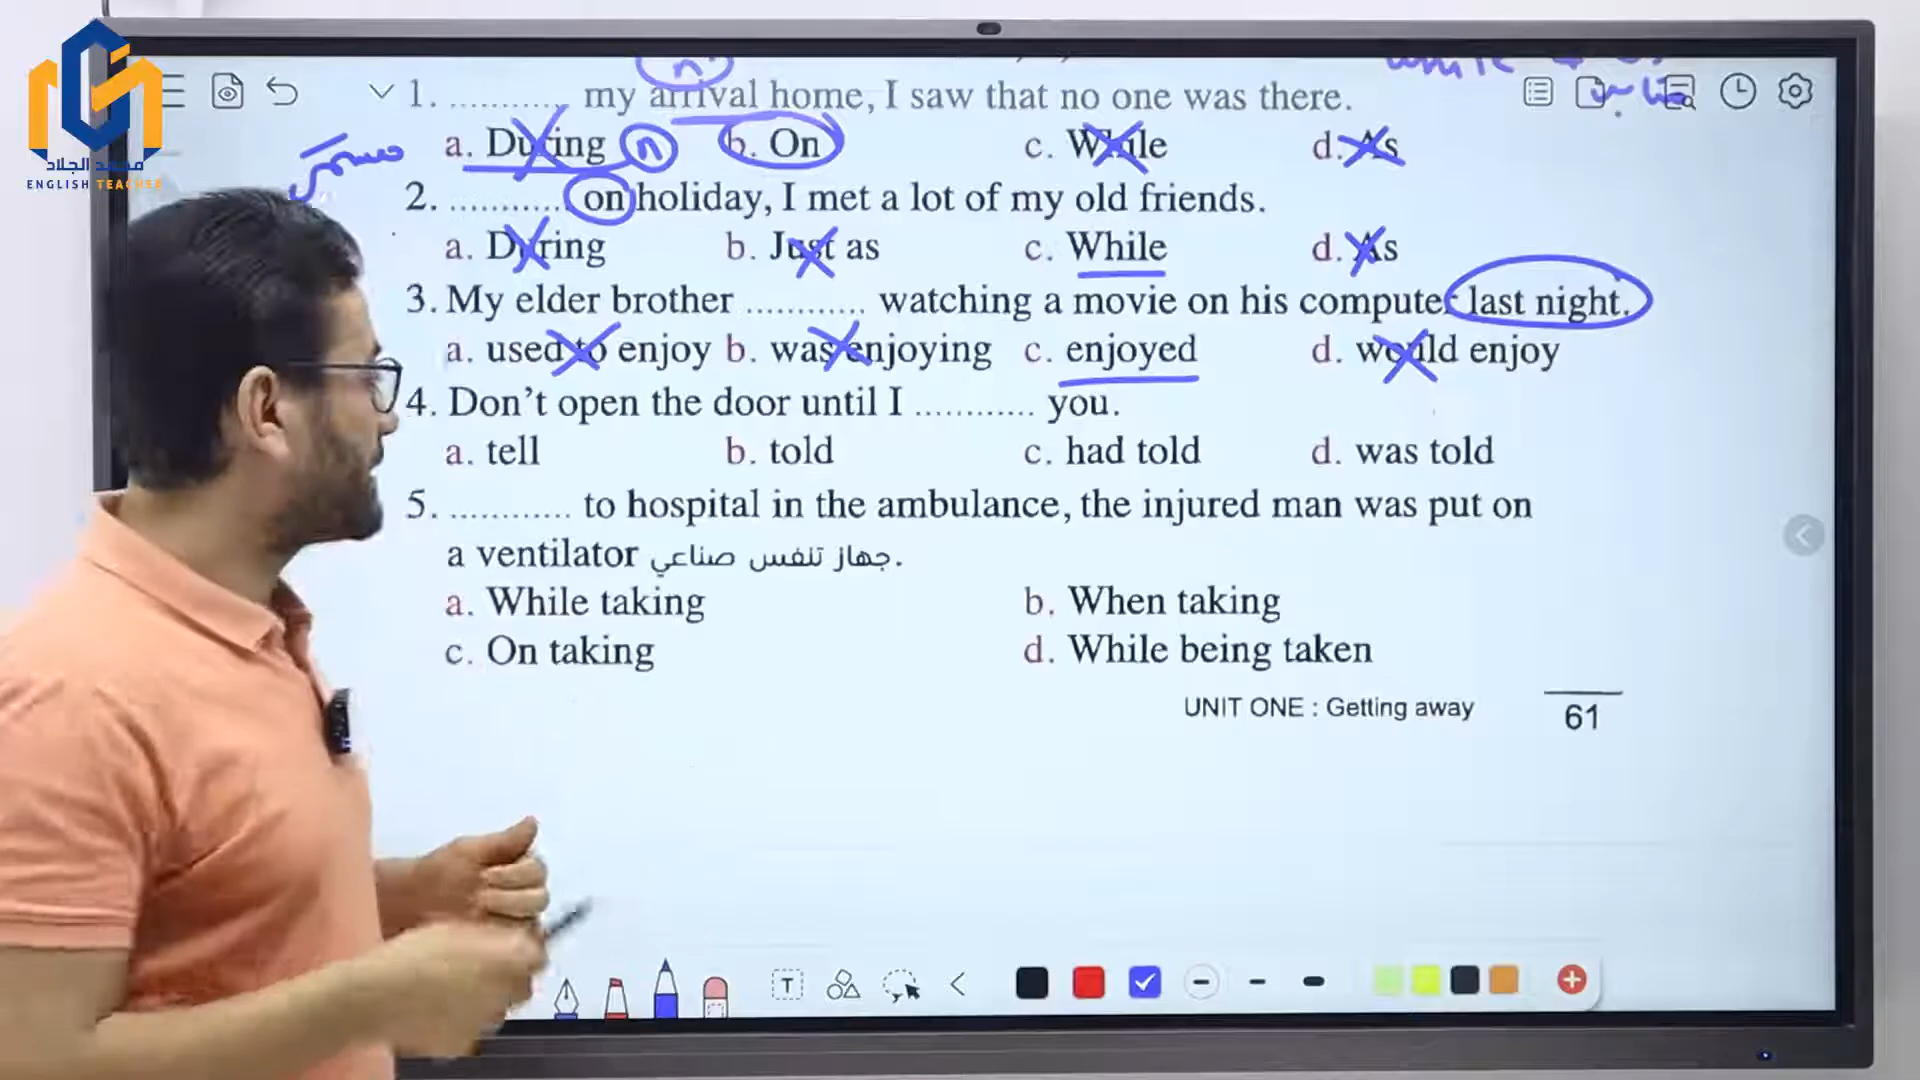 محمد الجلاد
ENGLISH TEACHER
1. ............ my arrival home, I saw that no one was there.
n
a. During n b. On c. While d. As
2. ............ on holiday, I met a lot of my old friends.
a. During b. Just as c. While d. As
3. My elder brother ............ watching a movie on his computer last night.
a. used to enjoy b. was enjoying c. enjoyed d. would enjoy
4. Don't open the door until I ............ you.
a. tell b. told c. had told d. was told
5. ............ to hospital in the ambulance, the injured man was put on
a ventilator جهاز تنفس صناعي.
a. While taking b. When taking
c. On taking d. While being taken
UNIT ONE : Getting away 61
T